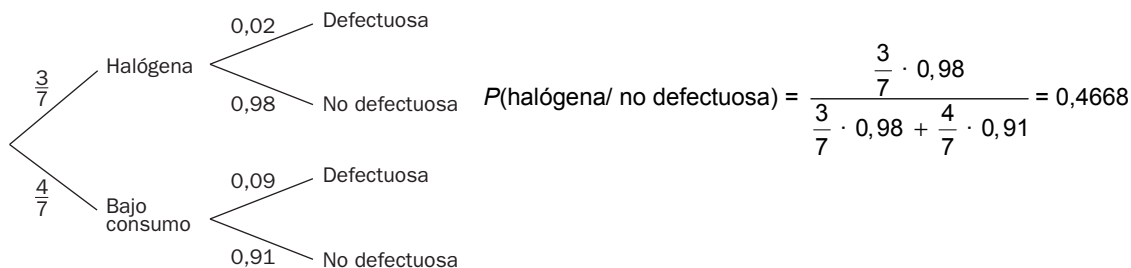 0,02 Defectuosa
3/7 Halógena
0,98 No defectuosa
4/7 Bajo
consumo
0,09 Defectuosa
0,91 No defectuosa
P(halógena/ no defectuosa) = (3/7 · 0,98) / (3/7 · 0,98 + 4/7 · 0,91) = 0,4668